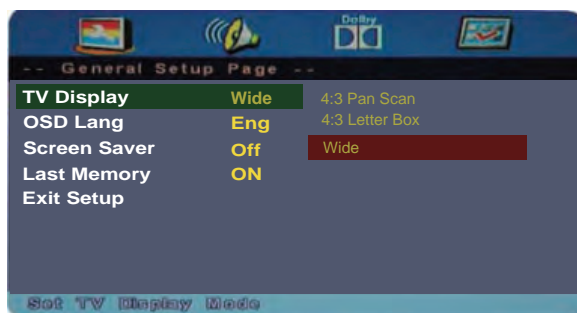 Dolby
-- General Setup Page --
TV Display Wide 4:3 Pan Scan
OSD Lang Eng 4:3 Letter Box
Screen Saver Off Wide
Last Memory ON
Exit Setup
Set TV Display Mode